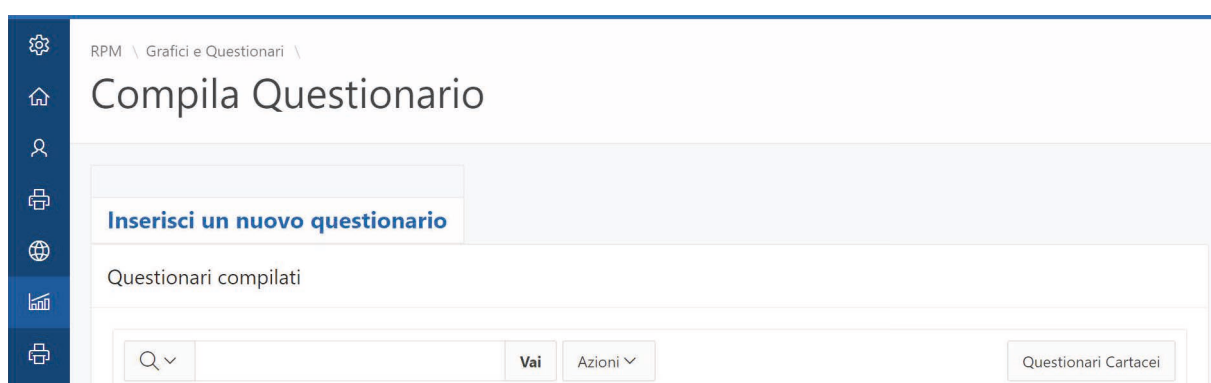 RPM \ Grafici e Questionari \
Compila Questionario
Inserisci un nuovo questionario
Questionari compilati
Vai Azioni Questionari Cartacei